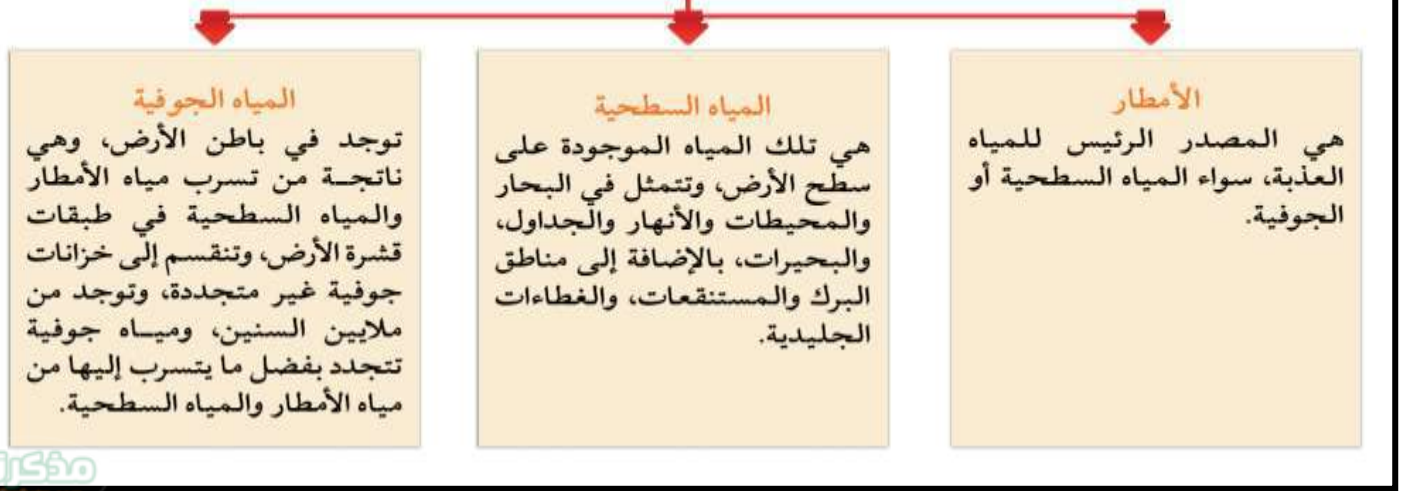 الأمطار
هي المصدر الرئيس للمياه
العذبة، سواء المياه السطحية أو
الجوفية.
المياه السطحية
هي تلك المياه الموجودة على
سطح الأرض، وتتمثل في البحار
والمحيطات والأنهار والجداول،
والبحيرات، بالإضافة إلى مناطق
البرك والمستنقعات، والغطاءات
الجليدية.
المياه الجوفية
توجد في باطن الأرض، وهي
ناتجــة من تسرب مياه الأمطار
والمياه السطحية في طبقات
قشرة الأرض، وتنقسم إلى خزانات
جوفية غير متجددة، وتوجد من
ملايين السنين، وميــاه جوفية
تتجدد بفضل ما يتسرب إليها من
مياه الأمطار والمياه السطحية.